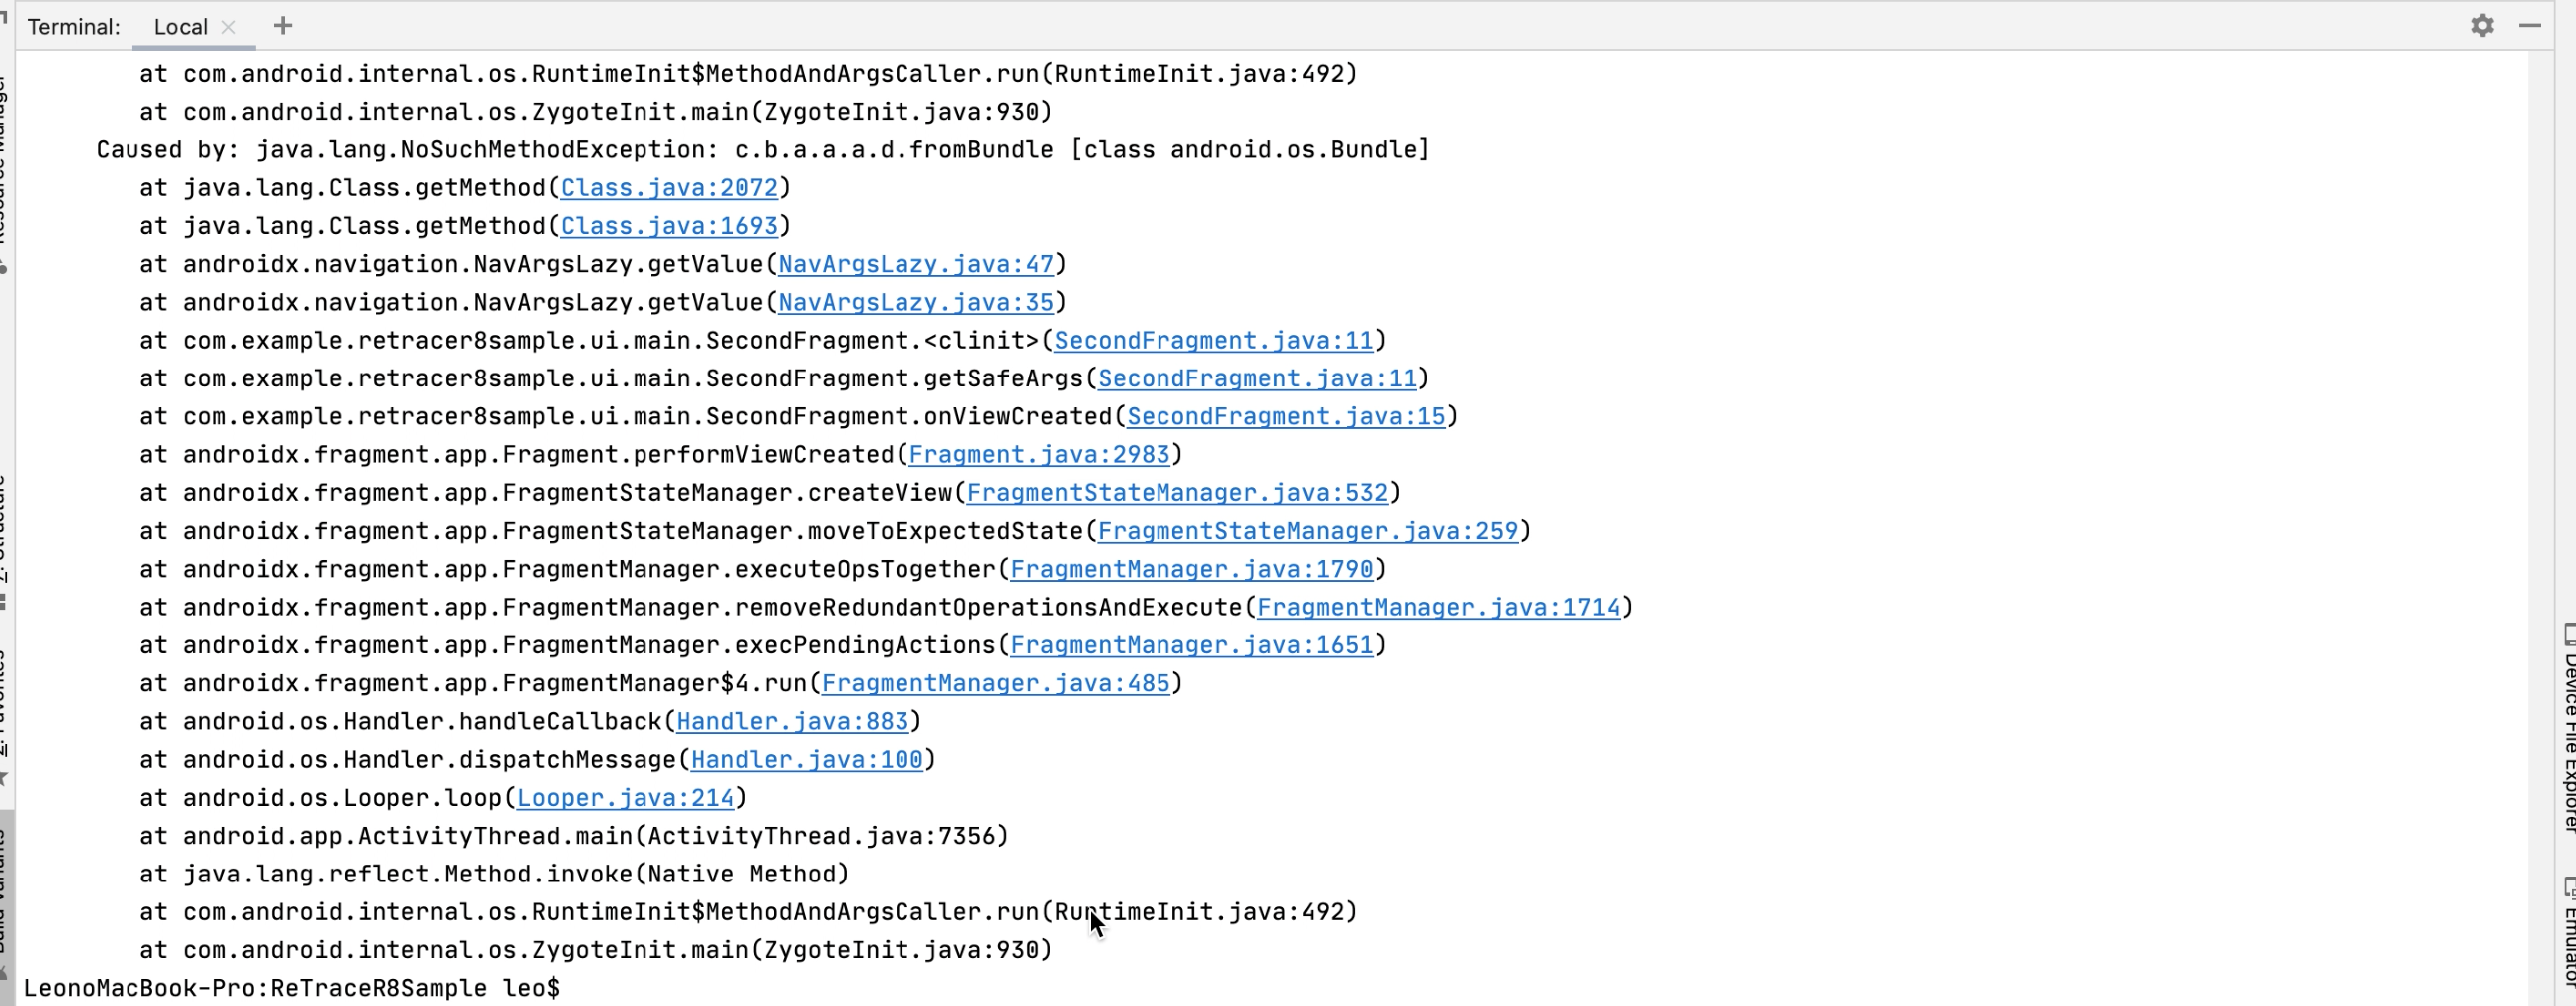 Terminal: Local × +
at com.android.internal.os.RuntimeInit$MethodAndArgsCaller.run(RuntimeInit.java:492)
at com.android.internal.os.ZygoteInit.main(ZygoteInit.java:930)
Caused by: java.lang.NoSuchMethodException: c.b.a.a.a.d.fromBundle [class android.os.Bundle]
at java.lang.Class.getMethod(Class.java:2072)
at java.lang.Class.getMethod(Class.java:1693)
at androidx.navigation.NavArgsLazy.getValue(NavArgsLazy.java:47)
at androidx.navigation.NavArgsLazy.getValue(NavArgsLazy.java:35)
at com.example.retracer8sample.ui.main.SecondFragment.<clinit>(SecondFragment.java:11)
at com.example.retracer8sample.ui.main.SecondFragment.getSafeArgs(SecondFragment.java:11)
at com.example.retracer8sample.ui.main.SecondFragment.onViewCreated(SecondFragment.java:15)
at androidx.fragment.app.Fragment.performViewCreated(Fragment.java:2983)
at androidx.fragment.app.FragmentStateManager.createView(FragmentStateManager.java:532)
at androidx.fragment.app.FragmentStateManager.moveToExpectedState(FragmentStateManager.java:259)
at androidx.fragment.app.FragmentManager.executeOpsTogether(FragmentManager.java:1790)
at androidx.fragment.app.FragmentManager.removeRedundantOperationsAndExecute(FragmentManager.java:1714)
at androidx.fragment.app.FragmentManager.execPendingActions(FragmentManager.java:1651)
at androidx.fragment.app.FragmentManager$4.run(FragmentManager.java:485)
at android.os.Handler.handleCallback(Handler.java:883)
at android.os.Handler.dispatchMessage(Handler.java:100)
at android.os.Looper.loop(Looper.java:214)
at android.app.ActivityThread.main(ActivityThread.java:7356)
at java.lang.reflect.Method.invoke(Native Method)
at com.android.internal.os.RuntimeInit$MethodAndArgsCaller.run(RuntimeInit.java:492)
at com.android.internal.os.ZygoteInit.main(ZygoteInit.java:930)
LeonoMacBook-Pro:ReTraceR8Sample leo$
Device File Explorer
Emulator